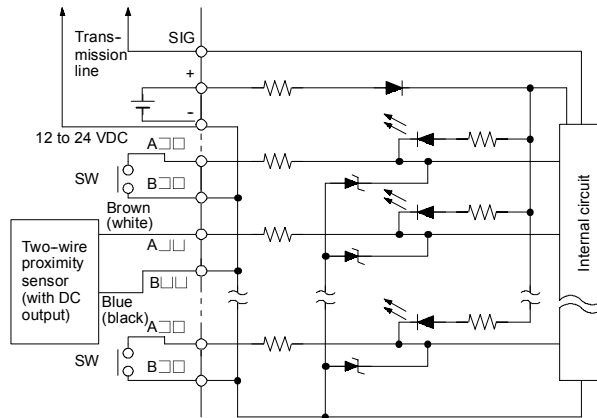 Trans-
mission
line
SIG
+
-
12 to 24 VDC
A□□
SW
B□□
Brown
(white)
Two-wire
proximity
sensor
(with DC
output)
A□□
B□□
Blue
(black)
A□□
SW
B□□
Internal circuit